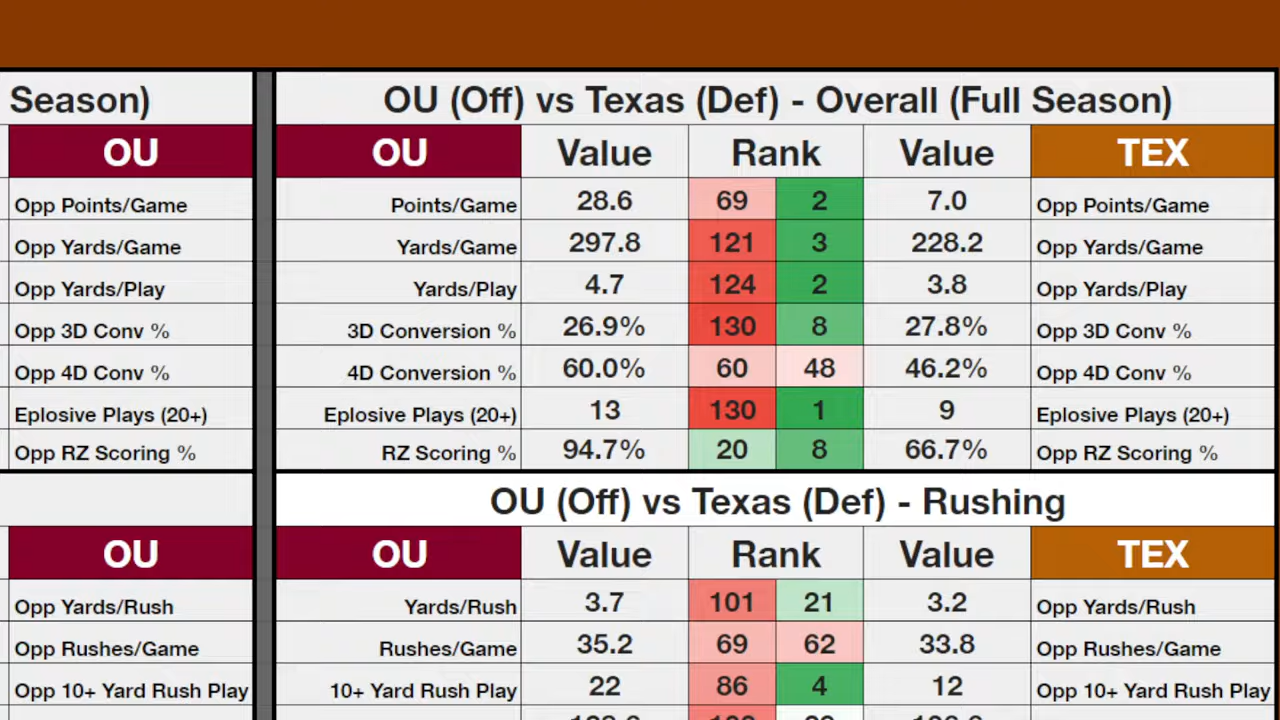 Season) OU (Off) vs Texas (Def) - Overall (Full Season)
OU OU Value Rank Value TEX
Opp Points/Game Points/Game 28.6 69 2 7.0 Opp Points/Game
Opp Yards/Game Yards/Game 297.8 121 3 228.2 Opp Yards/Game
Opp Yards/Play Yards/Play 4.7 124 2 3.8 Opp Yards/Play
Opp 3D Conv % 3D Conversion % 26.9% 130 8 27.8% Opp 3D Conv %
Opp 4D Conv % 4D Conversion % 60.0% 60 48 46.2% Opp 4D Conv %
Eplosive Plays (20+) Eplosive Plays (20+) 13 130 1 9 Eplosive Plays (20+)
Opp RZ Scoring % RZ Scoring % 94.7% 20 8 66.7% Opp RZ Scoring %
OU (Off) vs Texas (Def) - Rushing
OU OU Value Rank Value TEX
Opp Yards/Rush Yards/Rush 3.7 101 21 3.2 Opp Yards/Rush
Opp Rushes/Game Rushes/Game 35.2 69 62 33.8 Opp Rushes/Game
Opp 10+ Yard Rush Play 10+ Yard Rush Play 22 86 4 12 Opp 10+ Yard Rush Play